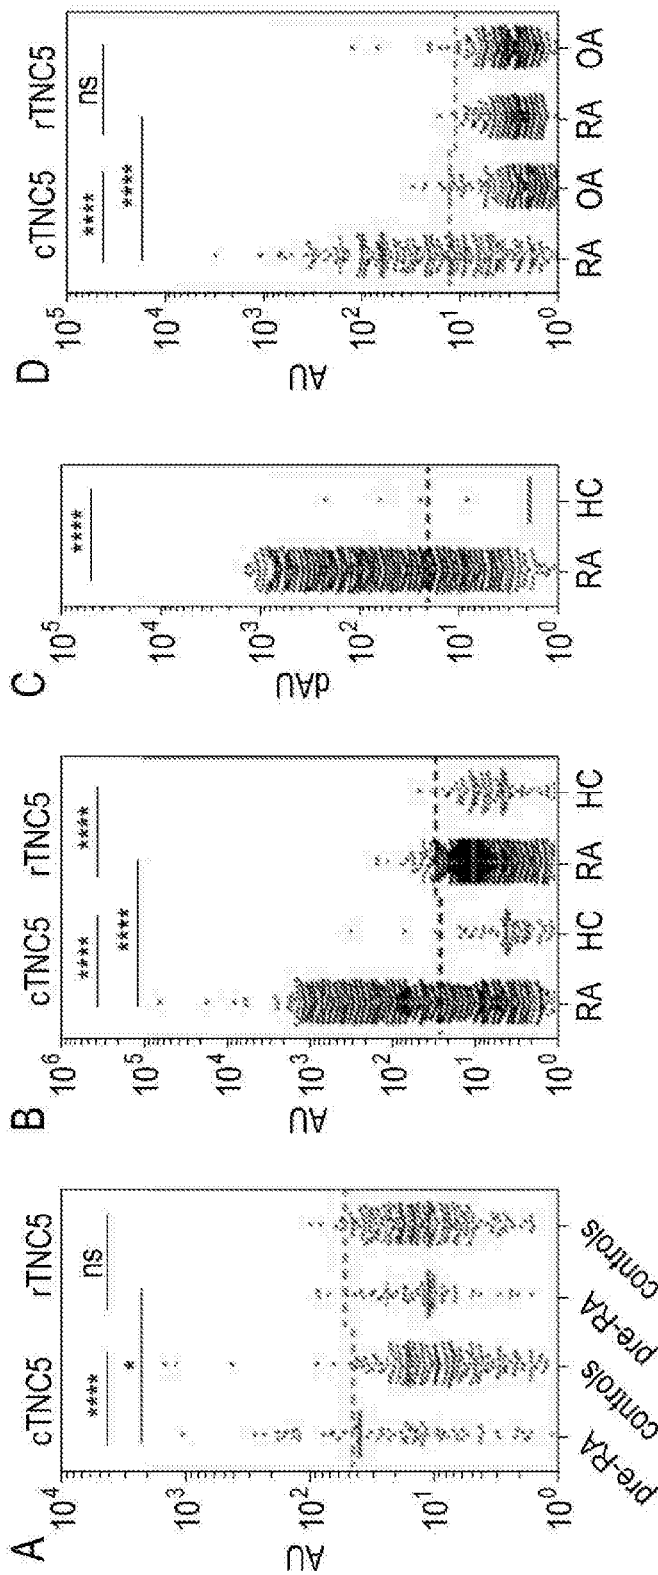 A
cTNC5 rTNC5
**** ns
*
10^4
10^3
10^2
10^1
10^0
AU
pre-RA controls pre-RA controls
B
cTNC5 rTNC5
**** ****
****
10^6
10^5
10^4
10^3
10^2
10^1
10^0
AU
RA HC RA HC
C
****
10^5
10^4
10^3
10^2
10^1
10^0
dAU
RA HC
D
cTNC5 rTNC5
**** ns
****
10^5
10^4
10^3
10^2
10^1
10^0
AU
RA OA RA OA